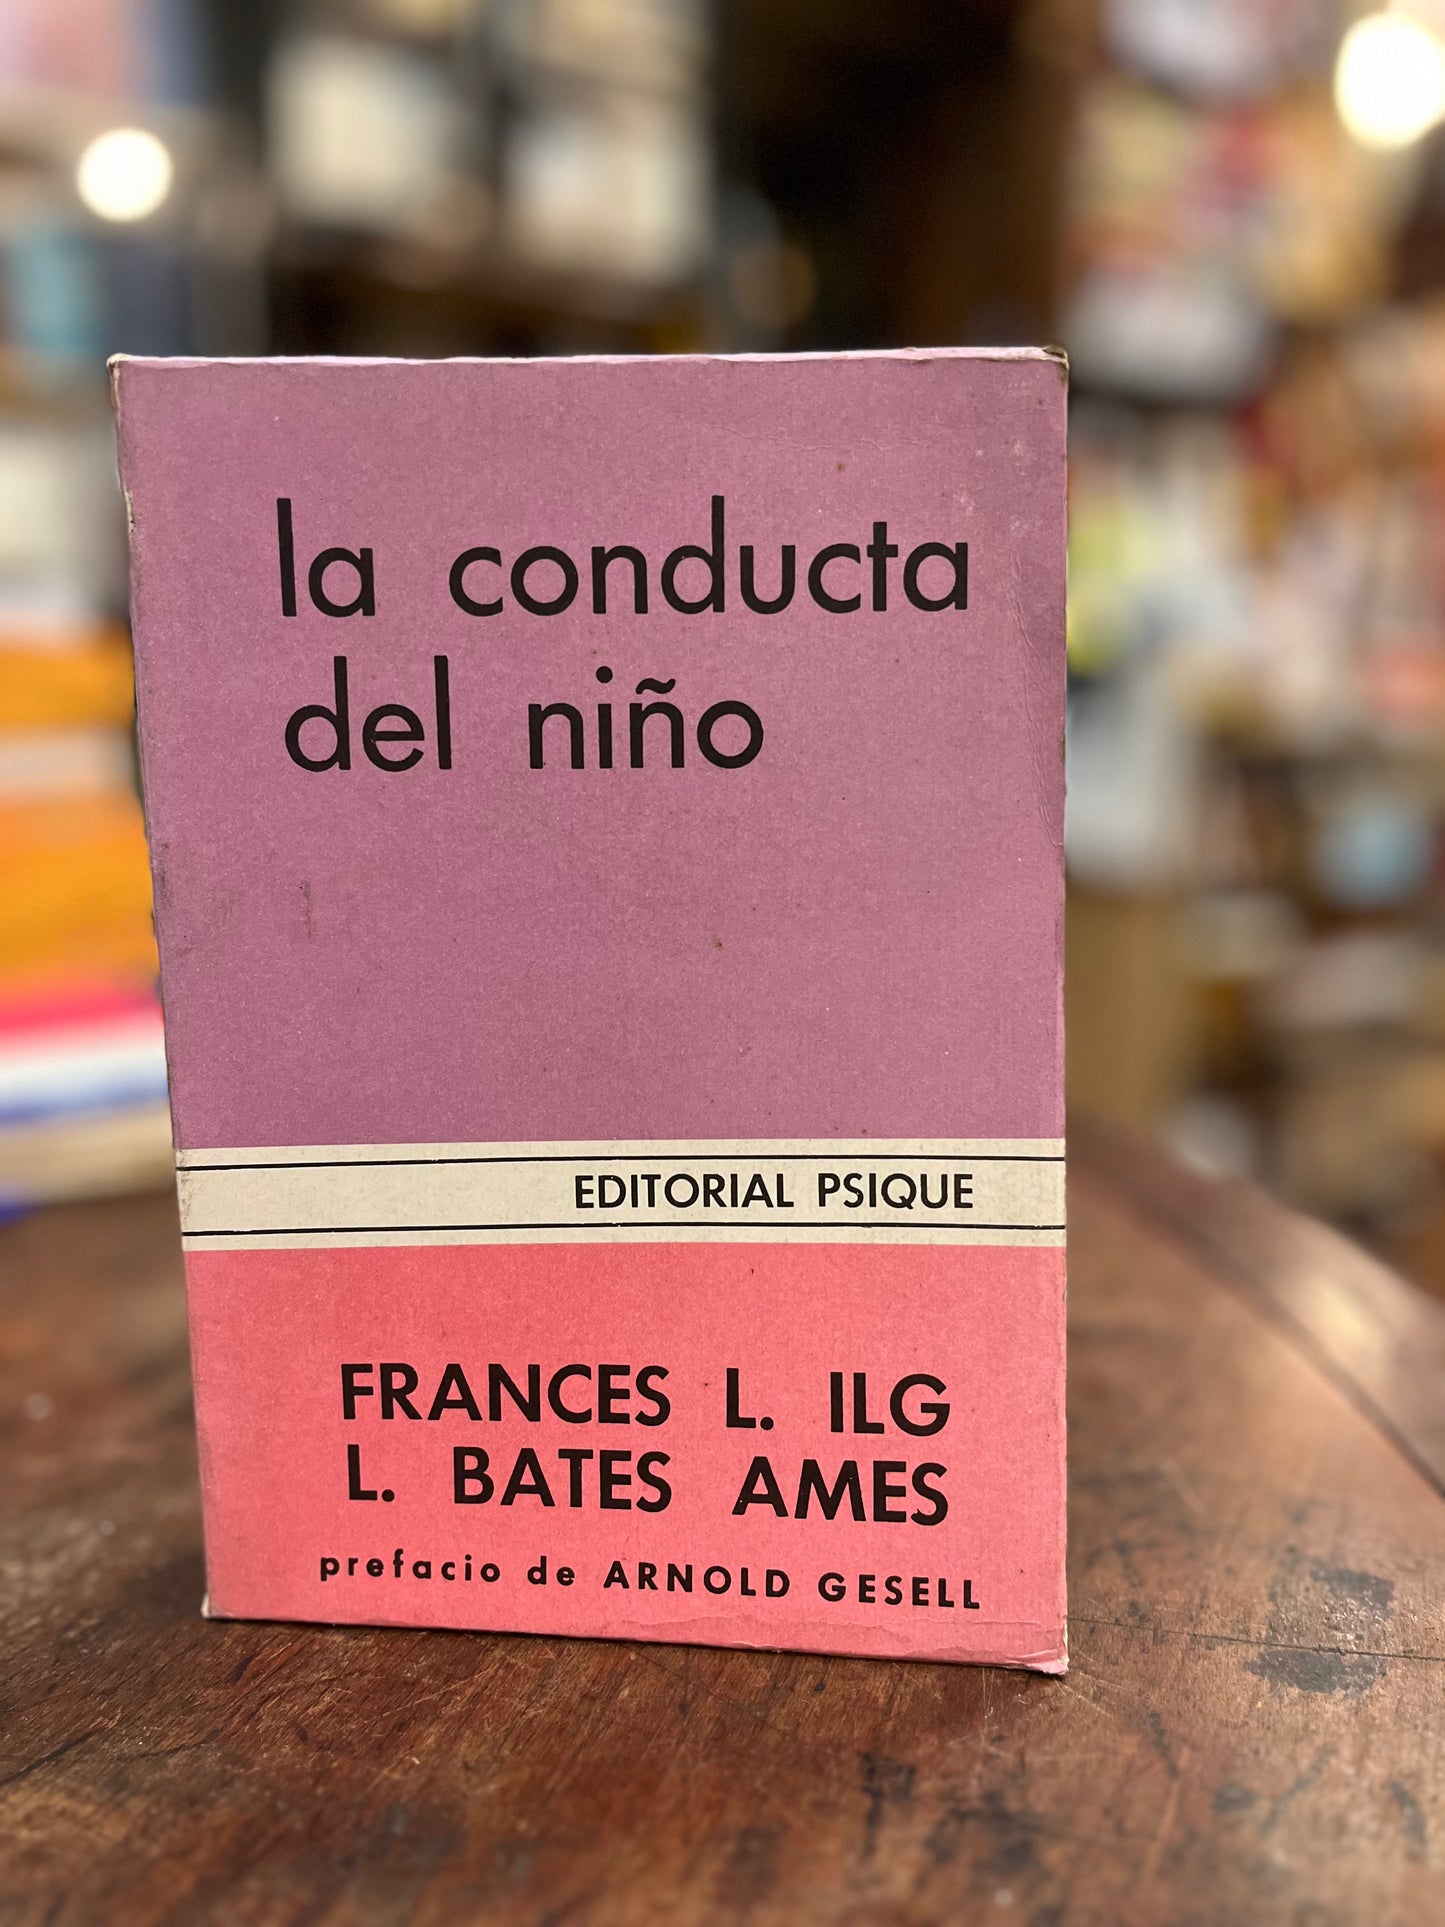 la conducta
del niño
EDITORIAL PSIQUE
FRANCES L. ILG
L. BATES AMES
prefacio de ARNOLD GESELL